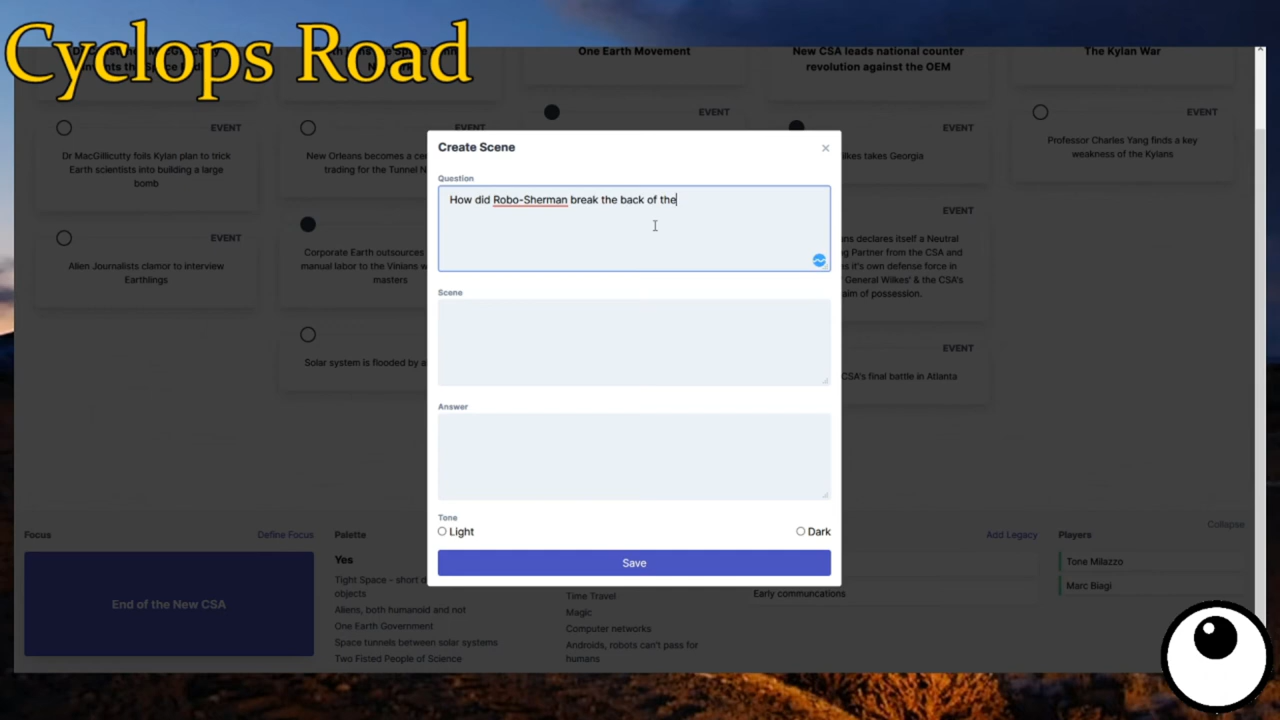 Cyclops Road
One Earth Movement
New CSA leads national counter
revolution against the OEM
The Kylan War
EVENT
Dr MacGillicutty foils Kylan plan to trick
Earth scientists into building a large
bomb
EVENT
Alien Journalists clamor to interview
Earthlings
EVENT
New Orleans becomes a
trading for the Tunnel
Corporate Earth outsources
manual labor to the Vinians
masters
Solar system is flooded by
EVENT
EVENT
takes Georgia
EVENT
declares itself a Neutral
Partner from the CSA and
it's own defense force in
General Wilkes' & the CSA's
of possession.
EVENT
CSA's final battle in Atlanta
EVENT
Professor Charles Yang finds a key
weakness of the Kylans
Create Scene
×
Question
How did Robo-Sherman break the back of the
Scene
Answer
Tone
Light
Dark
Save
Focus
Define Focus
End of the New CSA
Palette
Yes
Tight Space - short
objects
Aliens, both humanoid and not
One Earth Government
Space tunnels between solar systems
Two Fisted People of Science
Time Travel
Magic
Computer networks
Androids, robots can't pass for
humans
Add Legacy
Early communcations
Collapse
Players
Tone Milazzo
Marc Biagi